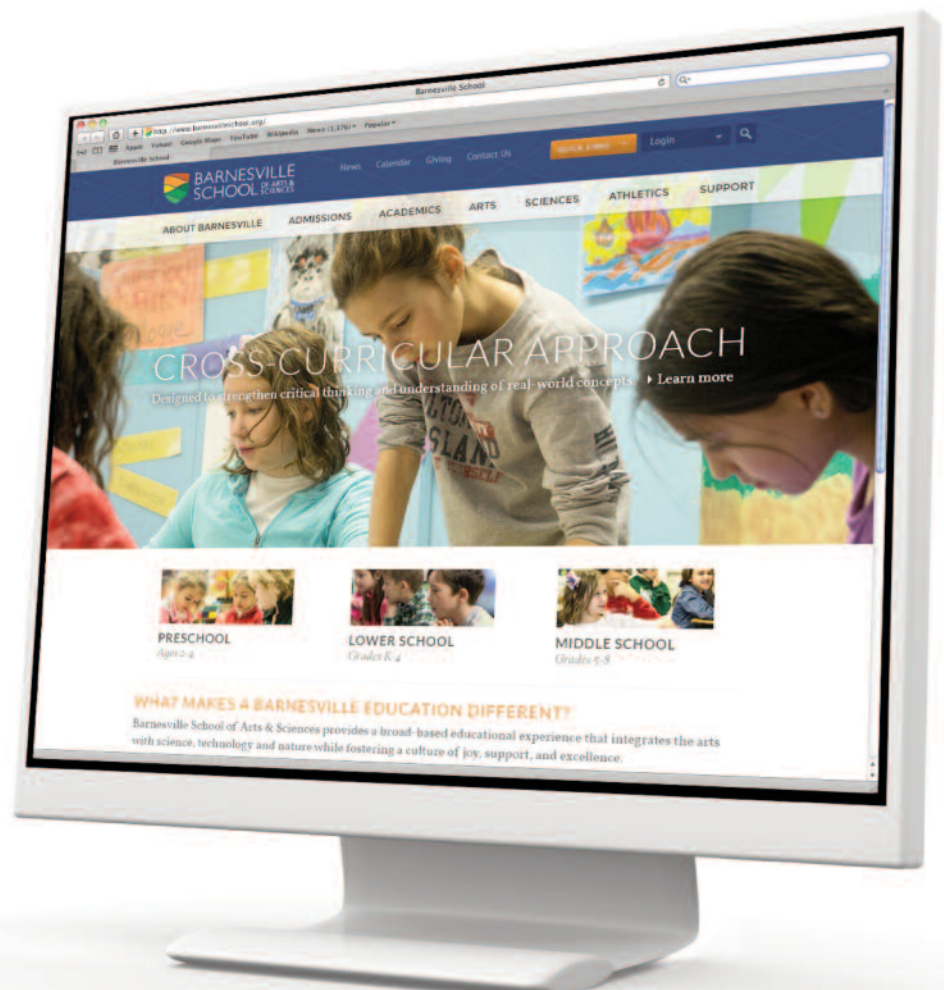 Barnesville School
http://www.barnesvilleschool.org/
Apple Yahoo! Google Maps YouTube Wikipedia News (1,376) Popular
Barnesville School
BARNESVILLE
SCHOOL OF ARTS &
SCIENCES
News Calendar Giving Contact Us QUICK LINKS Login
ABOUT BARNESVILLE ADMISSIONS ACADEMICS ARTS SCIENCES ATHLETICS SUPPORT
CROSS-CURRICULAR APPROACH
Designed to strengthen critical thinking and understanding of real-world concepts. Learn more
ISLAND
PRESCHOOL
Ages 2-4
LOWER SCHOOL
Grades K-4
MIDDLE SCHOOL
Grades 5-8
WHAT MAKES A BARNESVILLE EDUCATION DIFFERENT?
Barnesville School of Arts & Sciences provides a broad-based educational experience that integrates the arts
with science, technology and nature while fostering a culture of joy, support, and excellence.